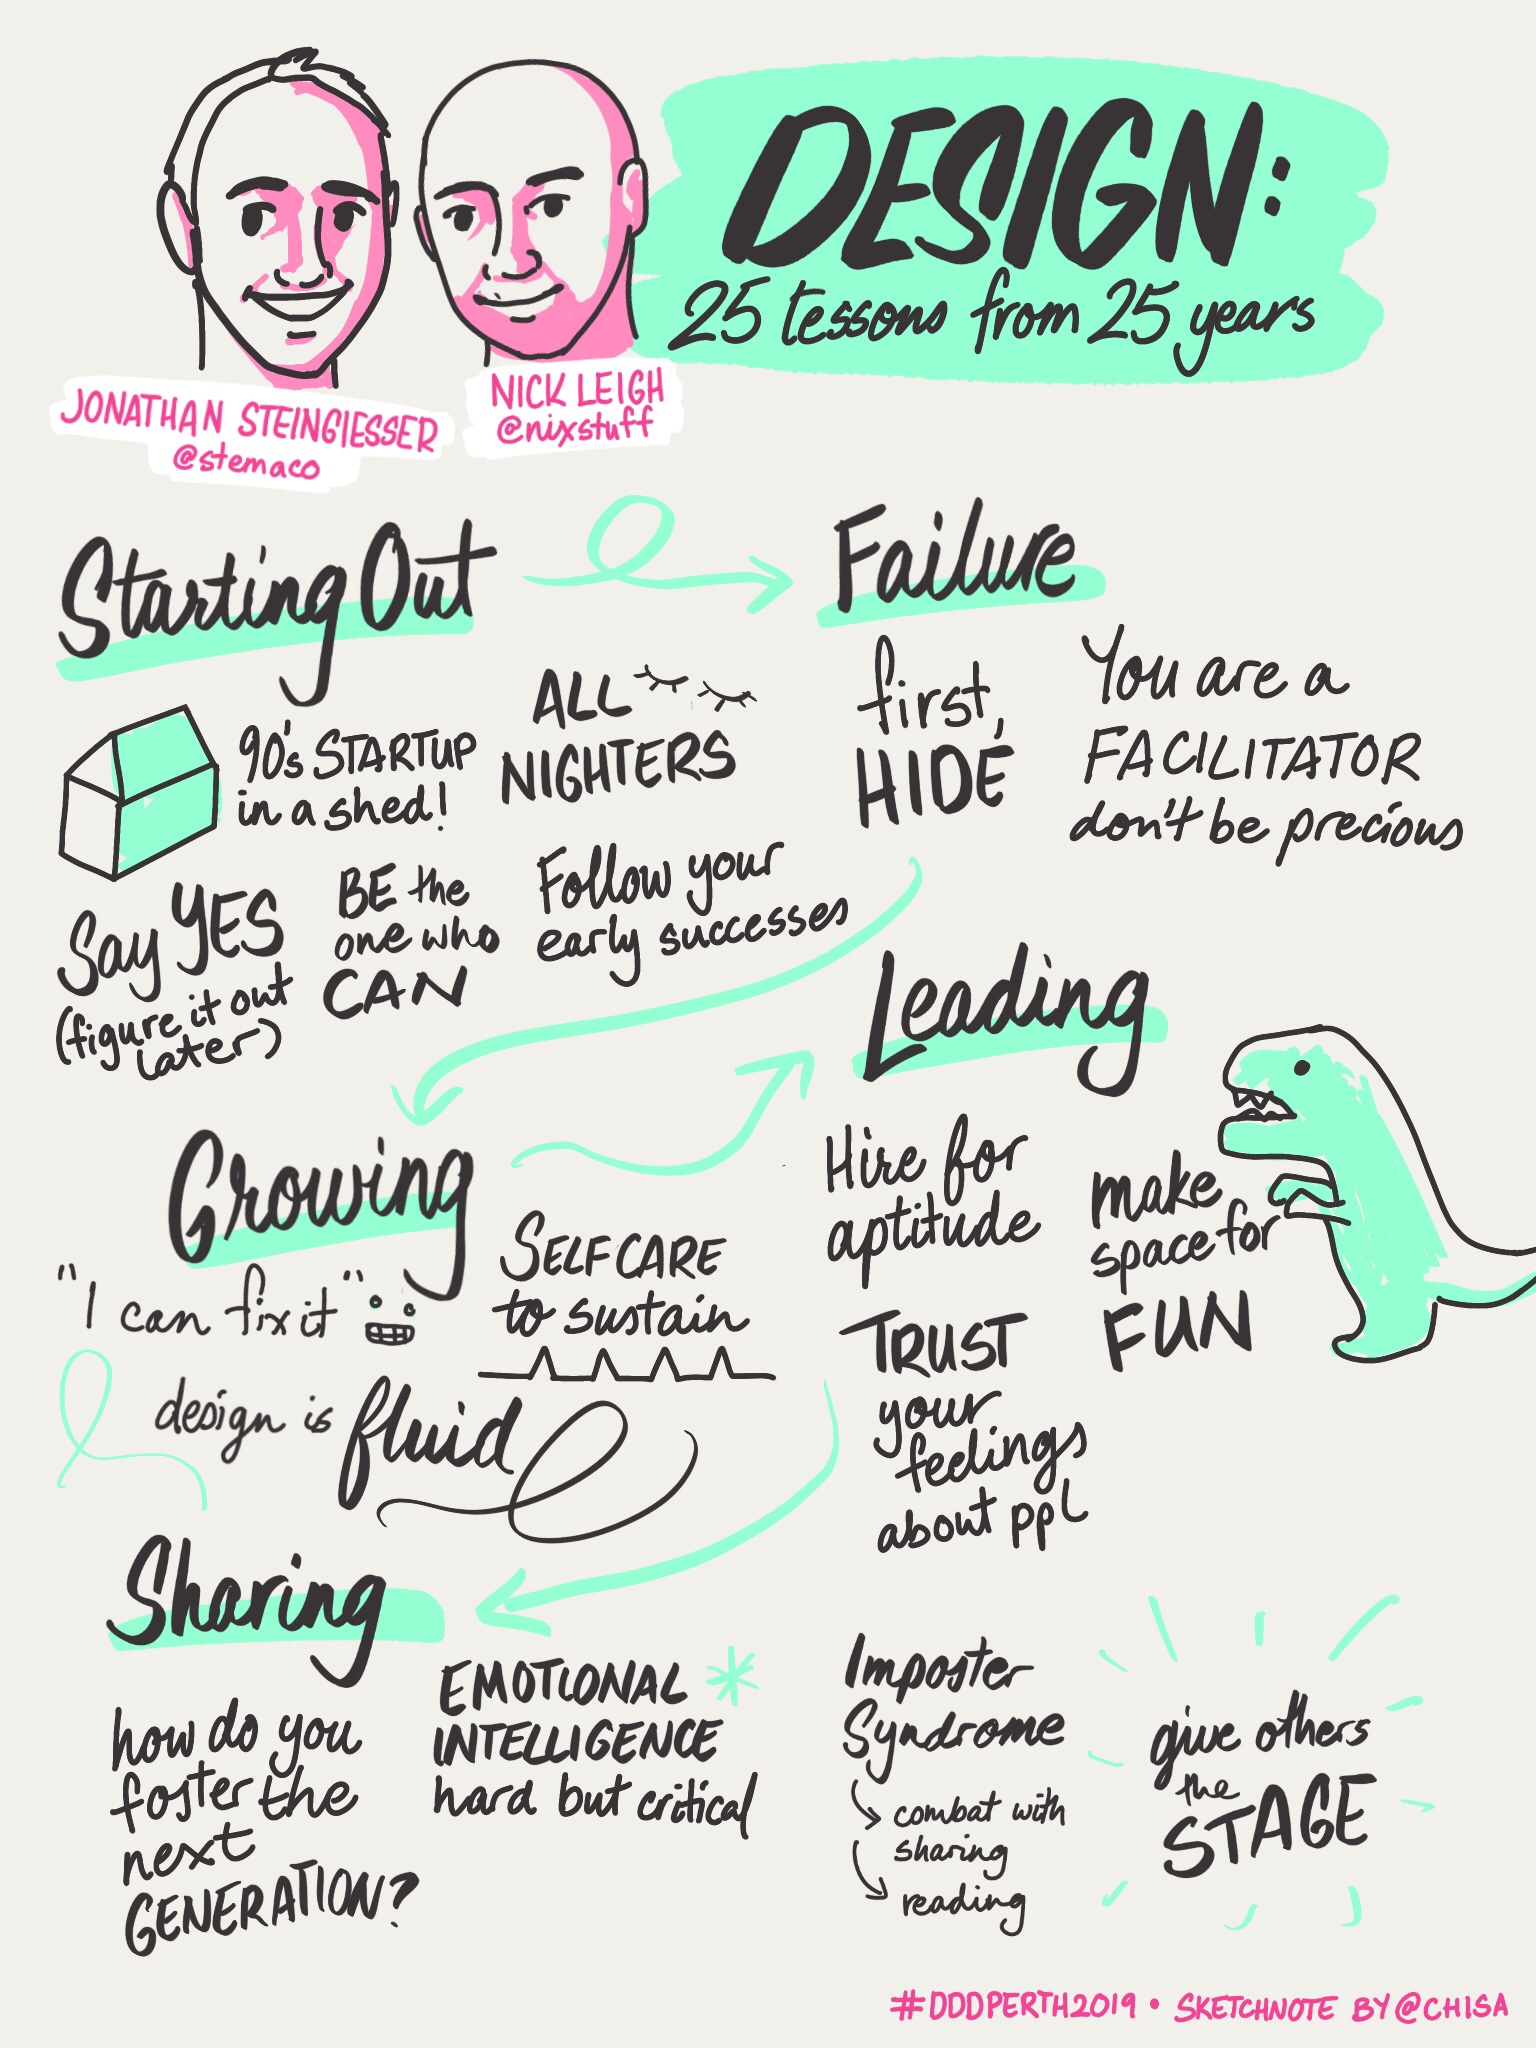 DESIGN:
25 lessons from 25 years
JONATHAN STEINGIESSER
@stemaco
NICK LEIGH
@nixstuff
Starting Out
90's STARTUP
in a shed!
ALL
NIGHTERS
Say YES
(figure it out
later)
BE the
one who
CAN
Follow your
early successes
Failure
first,
HIDE
You are a
FACILITATOR
don't be precious
Growing
"I can fix it"
SELF CARE
to sustain
design is fluid
Leading
Hire for
aptitude
make
space for
FUN
TRUST
your
feelings
about ppl
Sharing
how do you
foster the
next
GENERATION?
EMOTIONAL
INTELLIGENCE
hard but critical
Imposter
Syndrome
combat with
sharing
reading
give others
the
STAGE
#DDDPERTH2019 • SKETCHNOTE BY @CHISA